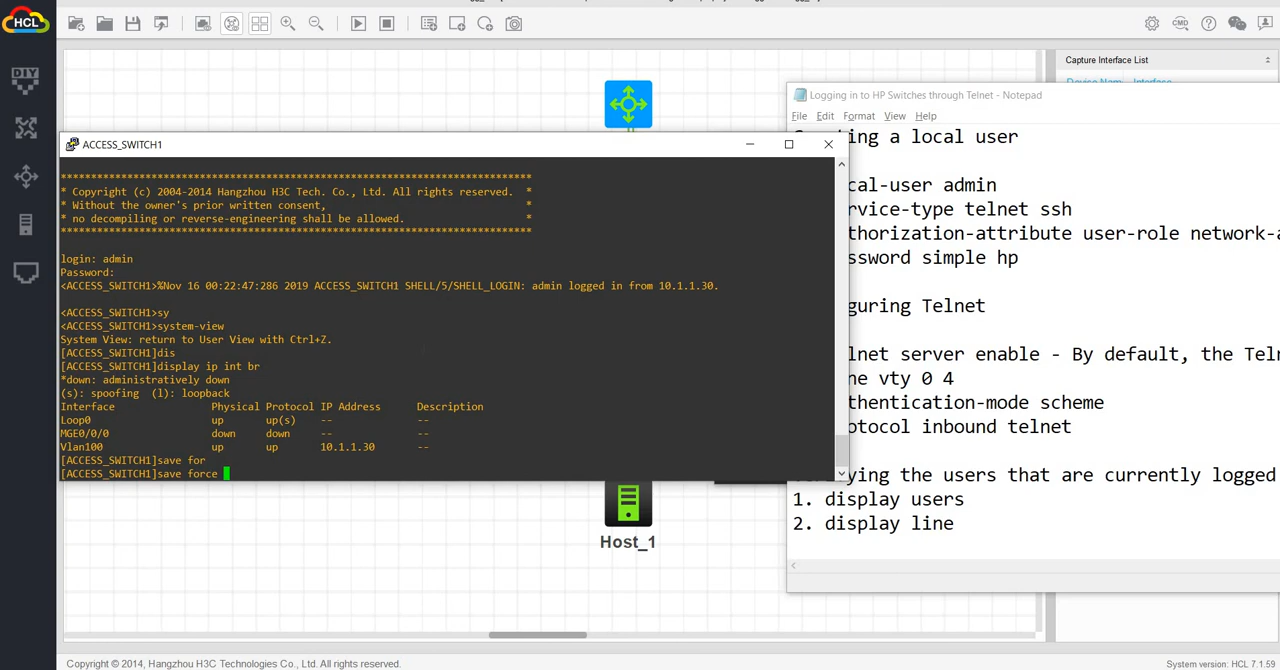 HCL
DIY
CMD
Capture Interface List
Device Name Interface
Logging in to HP Switches through Telnet - Notepad
File Edit Format View Help
ing a local user
cal-user admin
rvice-type telnet ssh
thorization-attribute user-role network-a
ssword simple hp
guring Telnet
lnet server enable - By default, the Teln
ne vty 0 4
thentication-mode scheme
otocol inbound telnet
ying the users that are currently logged
1. display users
2. display line
ACCESS_SWITCH1
******************************************************************************
* Copyright (c) 2004-2014 Hangzhou H3C Tech. Co., Ltd. All rights reserved. *
* Without the owner's prior written consent, *
* no decompiling or reverse-engineering shall be allowed. *
******************************************************************************
login: admin
Password:
<ACCESS_SWITCH1>%Nov 16 00:22:47:286 2019 ACCESS_SWITCH1 SHELL/5/SHELL_LOGIN: admin logged in from 10.1.1.30.
<ACCESS_SWITCH1>sy
<ACCESS_SWITCH1>system-view
System View: return to User View with Ctrl+Z.
[ACCESS_SWITCH1]dis
[ACCESS_SWITCH1]display ip int br
*down: administratively down
(s): spoofing (l): loopback
Interface Physical Protocol IP Address Description
Loop0 up up(s) -- --
MGE0/0/0 down down -- --
Vlan100 up up 10.1.1.30 --
[ACCESS_SWITCH1]save for
[ACCESS_SWITCH1]save force
Host_1
Copyright © 2014, Hangzhou H3C Technologies Co., Ltd. All rights reserved.
System version: HCL 7.1.59